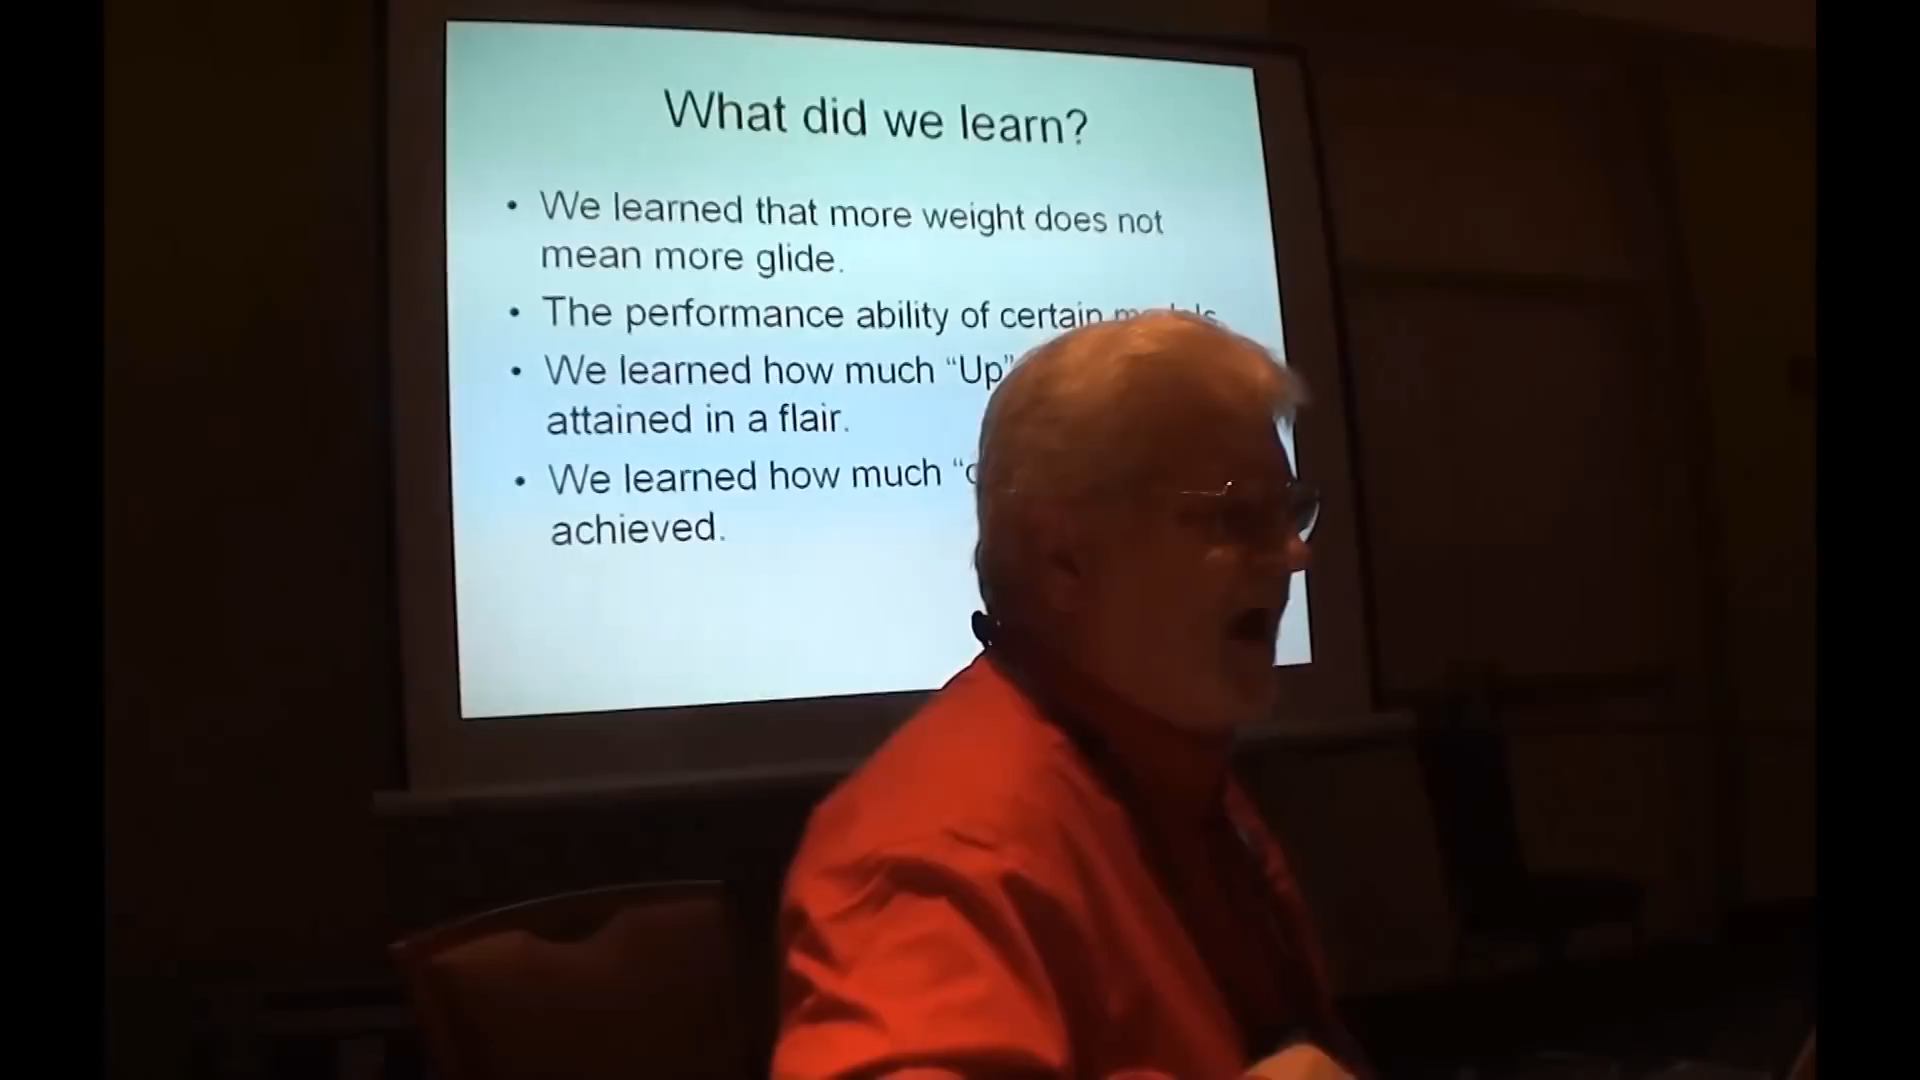 What did we learn?
• We learned that more weight does not
mean more glide.
• The performance ability of certain
• We learned how much “Up”
attained in a flair.
• We learned how much
achieved.